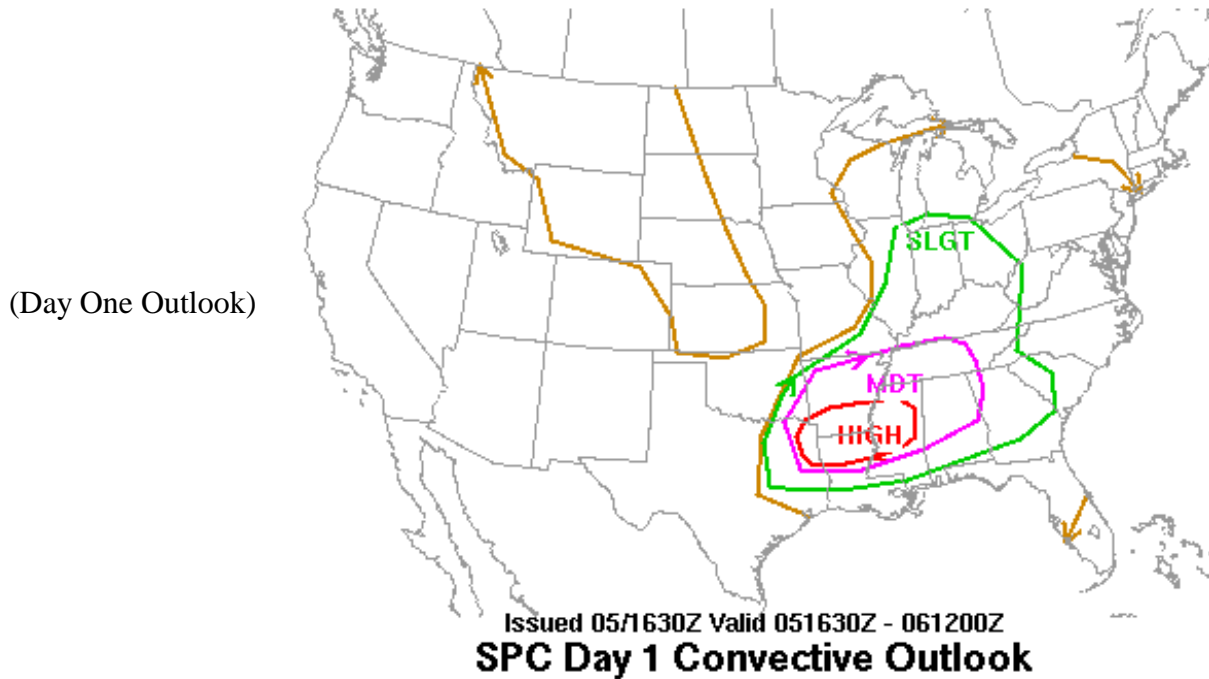 SLGT
(Day One Outlook)
MDT
HIGH
Issued 05/1630Z Valid 051630Z - 061200Z
SPC Day 1 Convective Outlook